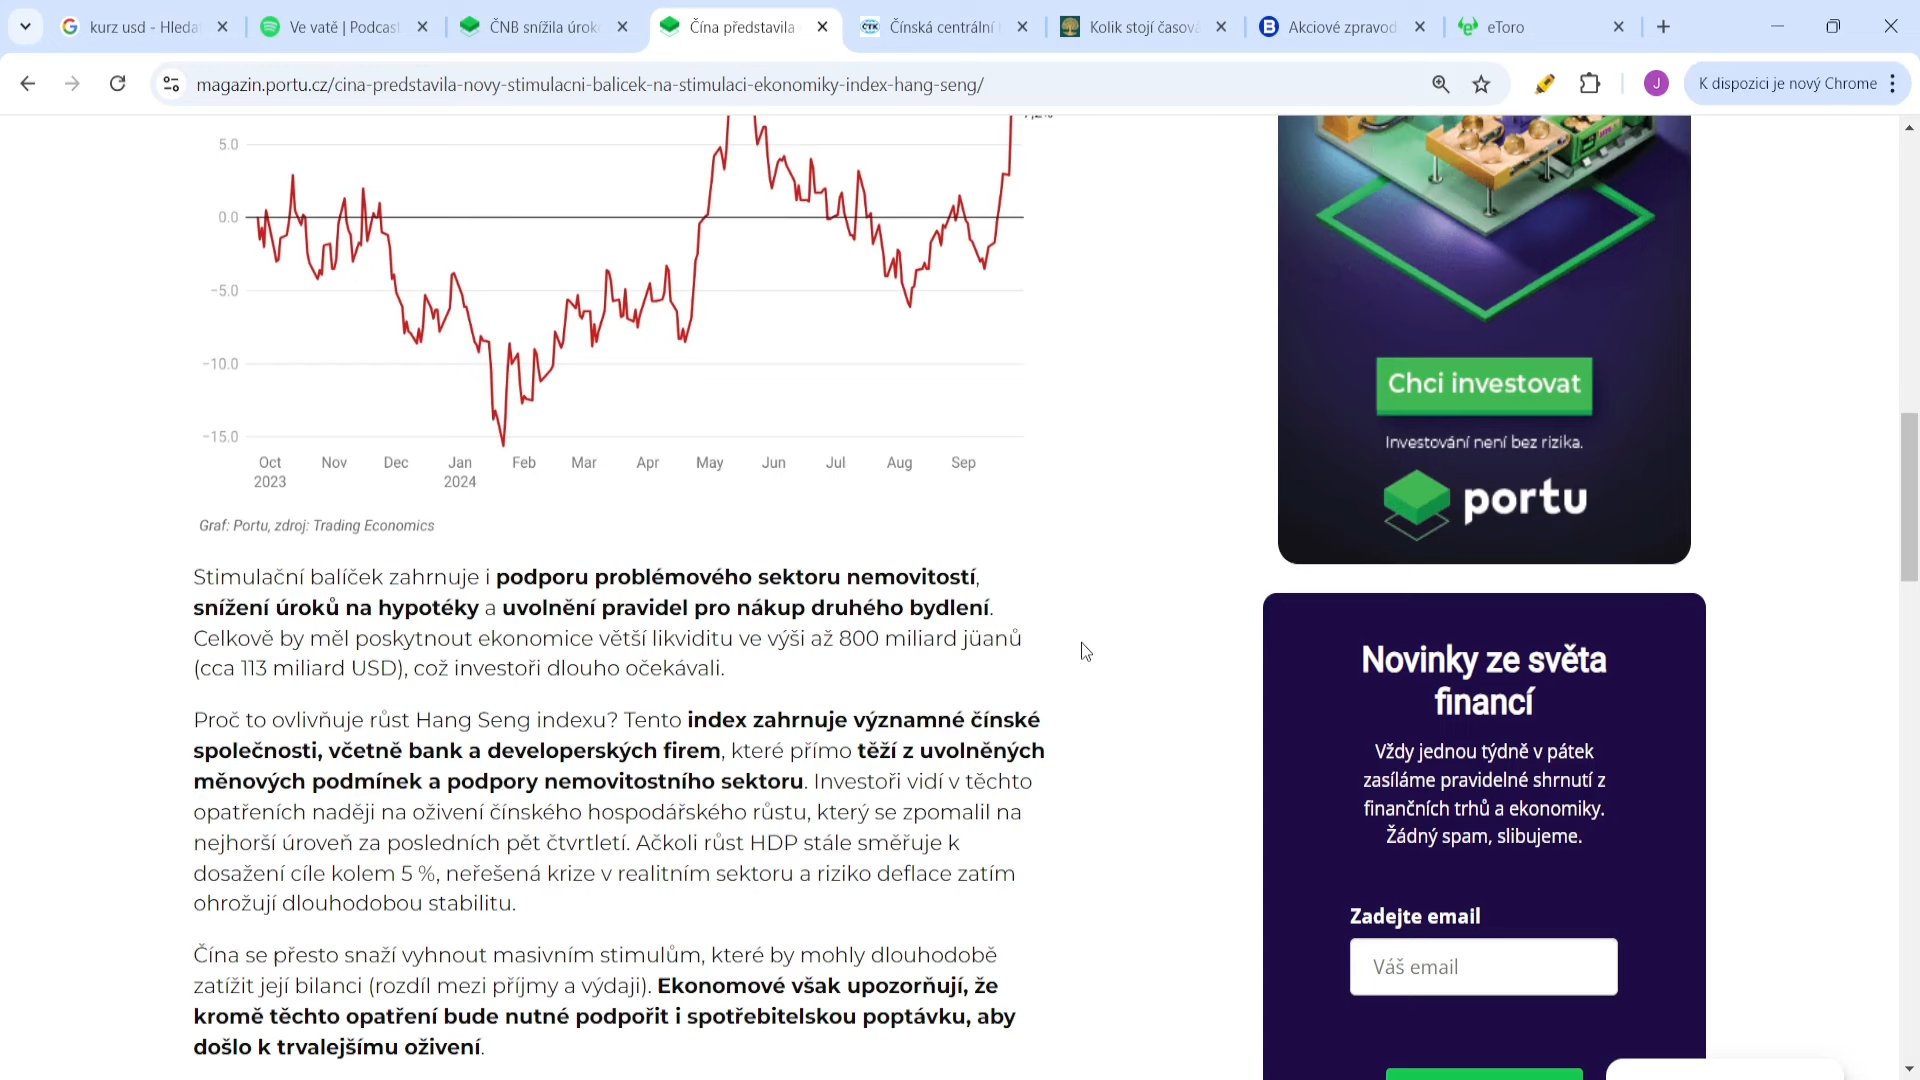 kurz usd - Hleda
Ve vatě | Podcast
ČNB snížila úrok
Čína představila
ČTK
Čínská centrální
Kolik stojí časov
B
Akciové zpravod
eToro
magazin.portu.cz/cina-predstavila-novy-stimulacni-balicek-na-stimulaci-ekonomiky-index-hang-seng/
J
K dispozici je nový Chrome
5.0
0.0
−5.0
−10.0
−15.0
Oct Nov Dec Jan Feb Mar Apr May Jun Jul Aug Sep
2023 2024
Graf: Portu, zdroj: Trading Economics
Stimulační balíček zahrnuje i podporu problémového sektoru nemovitostí,
snížení úroků na hypotéky a uvolnění pravidel pro nákup druhého bydlení.
Celkově by měl poskytnout ekonomice větší likviditu ve výši až 800 miliard jüanů
(cca 113 miliard USD), což investoři dlouho očekávali.
Proč to ovlivňuje růst Hang Seng indexu? Tento index zahrnuje významné čínské
společnosti, včetně bank a developerských firem, které přímo těží z uvolněných
měnových podmínek a podpory nemovitostního sektoru. Investoři vidí v těchto
opatřeních naději na oživení čínského hospodářského růstu, který se zpomalil na
nejhorší úroveň za posledních pět čtvrtletí. Ačkoli růst HDP stále směřuje k
dosažení cíle kolem 5 %, neřešená krize v realitním sektoru a riziko deflace zatím
ohrožují dlouhodobou stabilitu.
Čína se přesto snaží vyhnout masivním stimulům, které by mohly dlouhodobě
zatížit její bilanci (rozdíl mezi příjmy a výdaji). Ekonomové však upozorňují, že
kromě těchto opatření bude nutné podpořit i spotřebitelskou poptávku, aby
došlo k trvalejšímu oživení.
Chci investovat
Investování není bez rizika.
portu
Novinky ze světa
financí
Vždy jednou týdně v pátek
zasíláme pravidelné shrnutí z
finančních trhů a ekonomiky.
Žádný spam, slibujeme.
Zadejte email
Váš email